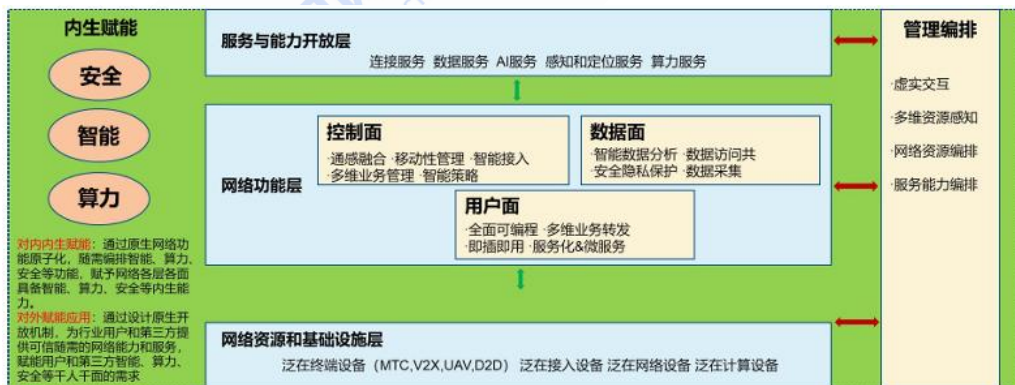 内生赋能
安全
智能
算力
对内内生赋能：通过原生网络功
能原子化，随需编排智能、算力、
安全等功能，赋予网络各层各面
具备智能、算力、安全等内生能
力。
对外赋能应用：通过设计原生开
放机制，为行业用户和第三方提
供可信随需的网络能力和服务，
赋能用户和第三方智能、算力、
安全等千人千面的需求
服务与能力开放层
连接服务 数据服务 AI服务 感知和定位服务 算力服务
网络功能层
控制面
·通感融合 ·移动性管理 ·智能接入
·多维业务管理 ·智能策略
数据面
·智能数据分析 ·数据访问共
·安全隐私保护 ·数据采集
用户面
·全面可编程 ·多维业务转发
·即插即用 ·服务化&微服务
网络资源和基础设施层
泛在终端设备（MTC,V2X,UAV,D2D） 泛在接入设备 泛在网络设备 泛在计算设备
管理编排
·虚实交互
·多维资源感知
·网络资源编排
·服务能力编排